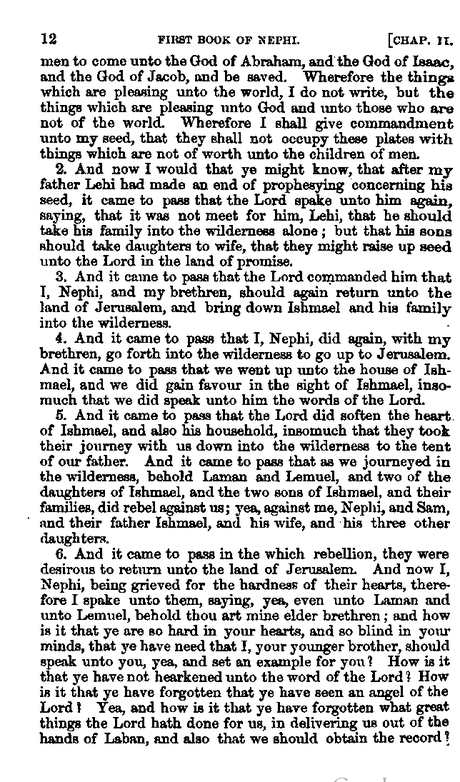 12 FIRST BOOK OF NEPHI. [CHAP. II.
men to come unto the God of Abraham, and the God of Isaac,
and the God of Jacob, and be saved. Wherefore the things
which are pleasing unto the world, I do not write, but the
things which are pleasing unto God and unto those who are
not of the world. Wherefore I shall give commandment
unto my seed, that they shall not occupy these plates with
things which are not of worth unto the children of men.
2. And now I would that ye might know, that after my
father Lehi had made an end of prophesying concerning his
seed, it came to pass that the Lord spake unto him again,
saying, that it was not meet for him, Lehi, that he should
take his family into the wilderness alone; but that his sons
should take daughters to wife, that they might raise up seed
unto the Lord in the land of promise.
3. And it came to pass that the Lord commanded him that
I, Nephi, and my brethren, should again return unto the
land of Jerusalem, and bring down Ishmael and his family
into the wilderness.
4. And it came to pass that I, Nephi, did again, with my
brethren, go forth into the wilderness to go up to Jerusalem.
And it came to pass that we went up unto the house of Ish-
mael, and we did gain favour in the sight of Ishmael, inso-
much that we did speak unto him the words of the Lord.
5. And it came to pass that the Lord did soften the heart
of Ishmael, and also his household, insomuch that they took
their journey with us down into the wilderness to the tent
of our father. And it came to pass that as we journeyed in
the wilderness, behold Laman and Lemuel, and two of the
daughters of Ishmael, and the two sons of Ishmael, and their
families, did rebel against us; yea, against me, Nephi, and Sam,
and their father Ishmael, and his wife, and his three other
daughters.
6. And it came to pass in the which rebellion, they were
desirous to return unto the land of Jerusalem. And now I,
Nephi, being grieved for the hardness of their hearts, there-
fore I spake unto them, saying, yea, even unto Laman and
unto Lemuel, behold thou art mine elder brethren; and how
is it that ye are so hard in your hearts, and so blind in your
minds, that ye have need that I, your younger brother, should
speak unto you, yea, and set an example for you? How is it
that ye have not hearkened unto the word of the Lord? How
is it that ye have forgotten that ye have seen an angel of the
Lord? Yea, and how is it that ye have forgotten what great
things the Lord hath done for us, in delivering us out of the
hands of Laban, and also that we should obtain the record?